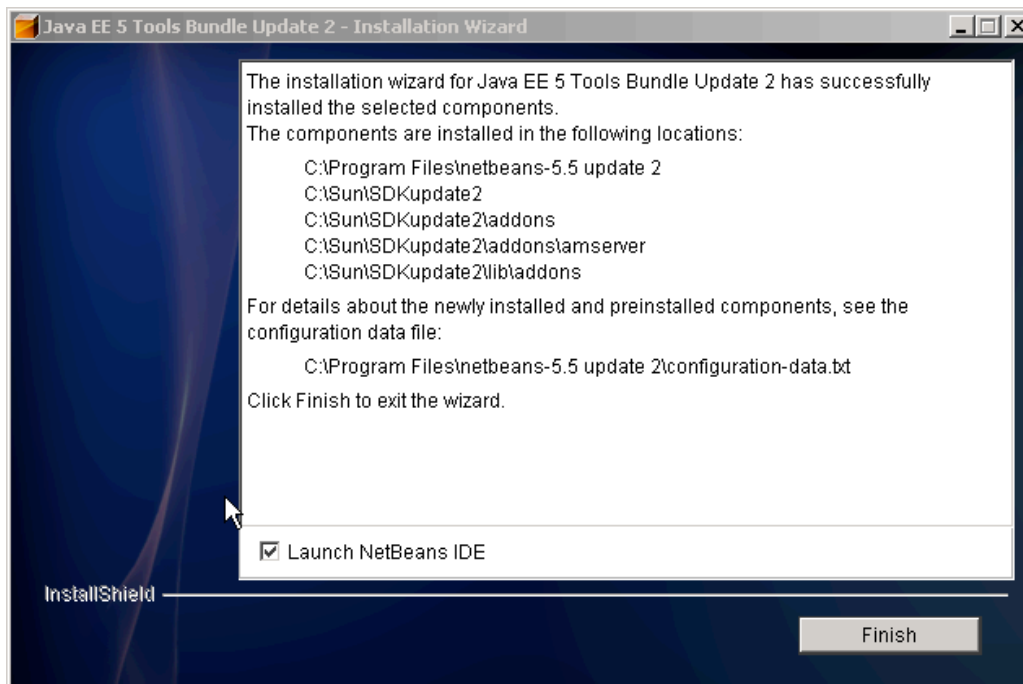 Java EE 5 Tools Bundle Update 2 - Installation Wizard
The installation wizard for Java EE 5 Tools Bundle Update 2 has successfully
installed the selected components.
The components are installed in the following locations:
C:\Program Files\netbeans-5.5 update 2
C:\Sun\SDKupdate2
C:\Sun\SDKupdate2\addons
C:\Sun\SDKupdate2\addons\amserver
C:\Sun\SDKupdate2\lib\addons
For details about the newly installed and preinstalled components, see the
configuration data file:
C:\Program Files\netbeans-5.5 update 2\configuration-data.txt
Click Finish to exit the wizard.
Launch NetBeans IDE
InstallShield
Finish